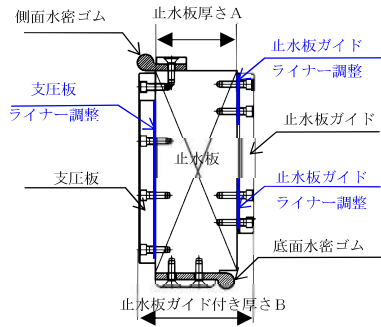 側面水密ゴム
止水板厚さA
止水板ガイド
ライナー調整
支圧板
ライナー調整
止水板ガイド
止水板
支圧板
止水板ガイド
ライナー調整
底面水密ゴム
止水板ガイド付き厚さB